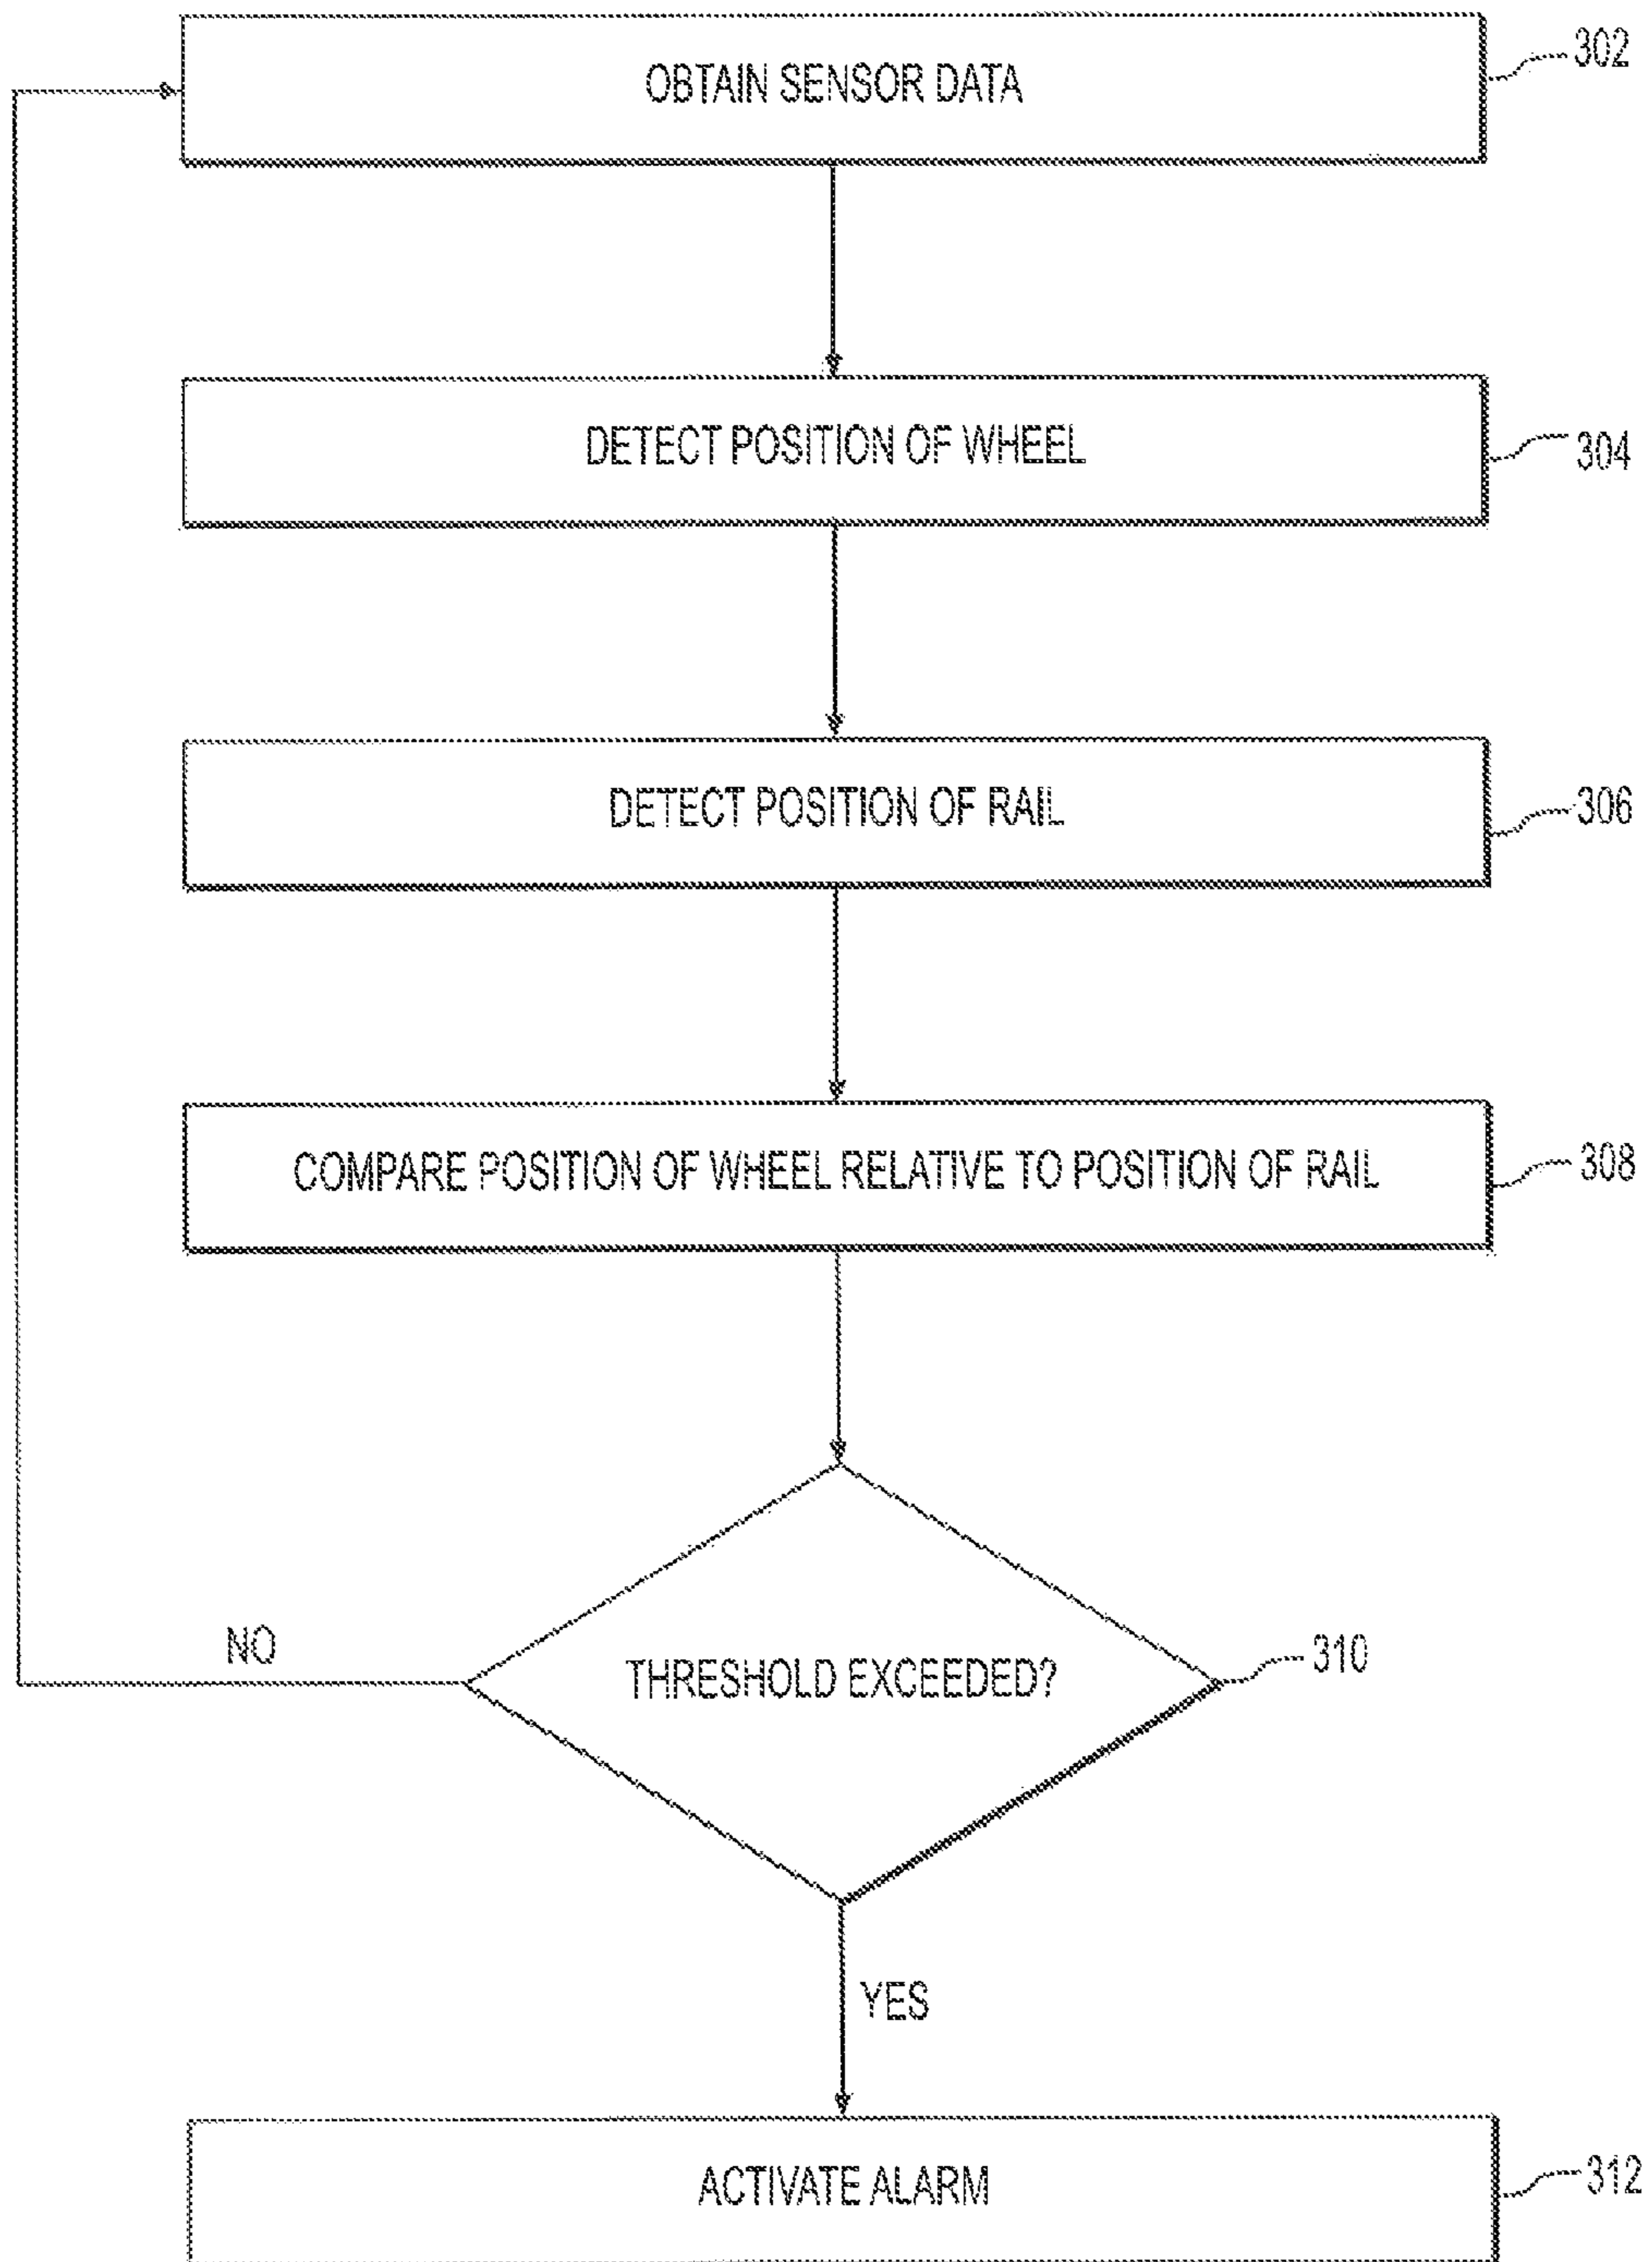 OBTAIN SENSOR DATA
302
DETECT POSITION OF WHEEL
304
DETECT POSITION OF RAIL
306
COMPARE POSITION OF WHEEL RELATIVE TO POSITION OF RAIL
308
NO
THRESHOLD EXCEEDED?
310
YES
ACTIVATE ALARM
312